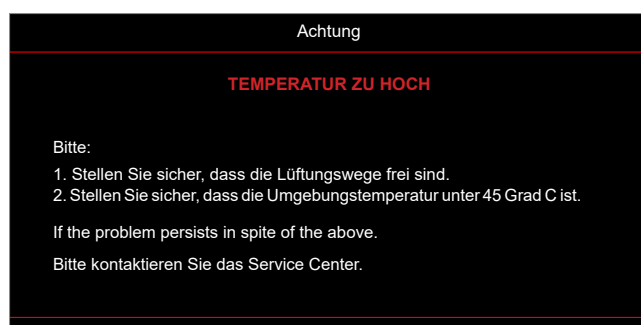 Achtung
TEMPERATUR ZU HOCH
Bitte:
1. Stellen Sie sicher, dass die Lüftungswege frei sind.
2. Stellen Sie sicher, dass die Umgebungstemperatur unter 45 Grad C ist.
If the problem persists in spite of the above.
Bitte kontaktieren Sie das Service Center.